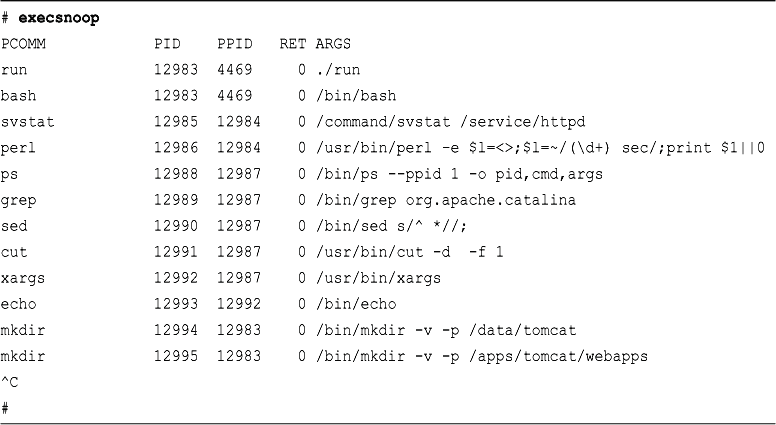 # execsnoop
PCOMM PID PPID RET ARGS
run 12983 4469 0 ./run
bash 12983 4469 0 /bin/bash
svstat 12985 12984 0 /command/svstat /service/httpd
perl 12986 12984 0 /usr/bin/perl -e $l=<>;$l=~/(\d+) sec/;print $1||0
ps 12988 12987 0 /bin/ps --ppid 1 -o pid,cmd,args
grep 12989 12987 0 /bin/grep org.apache.catalina
sed 12990 12987 0 /bin/sed s/^ *//;
cut 12991 12987 0 /usr/bin/cut -d  -f 1
xargs 12992 12987 0 /usr/bin/xargs
echo 12993 12992 0 /bin/echo
mkdir 12994 12983 0 /bin/mkdir -v -p /data/tomcat
mkdir 12995 12983 0 /bin/mkdir -v -p /apps/tomcat/webapps
^C
#